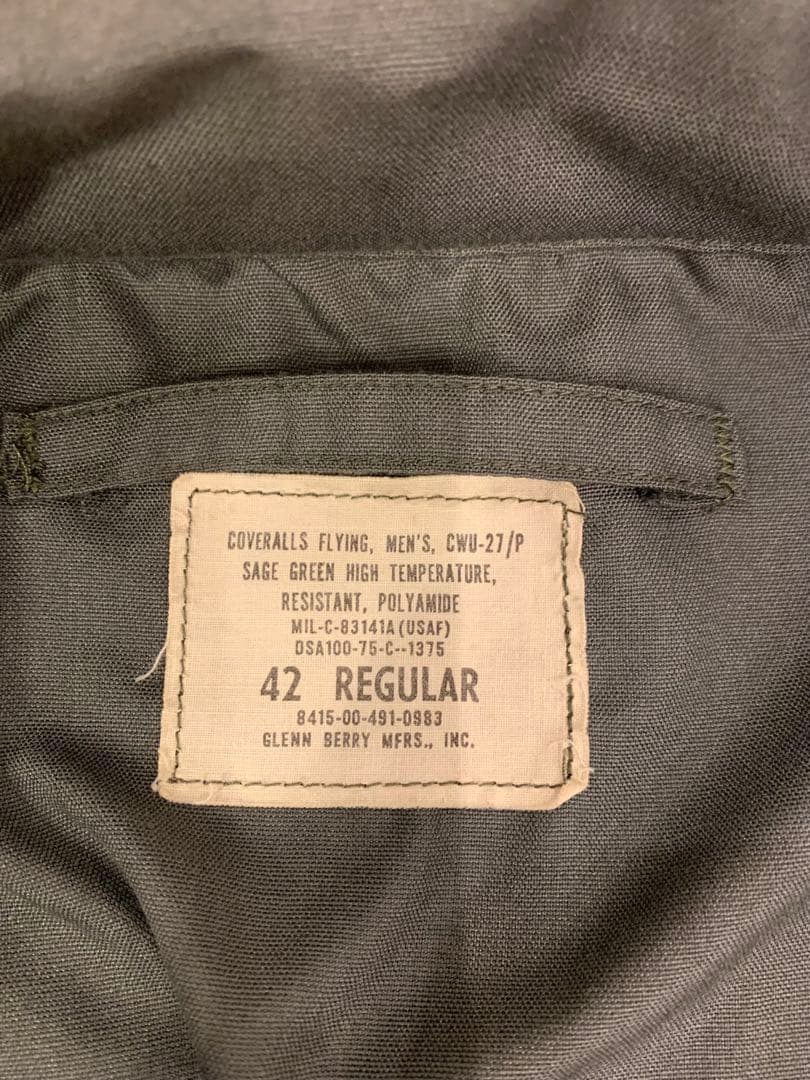 COVERALLS FLYING, MEN'S, CWU-27/P
SAGE GREEN HIGH TEMPERATURE,
RESISTANT, POLYAMIDE
MIL-C-83141A (USAF)
DSA100-75-C--1375
42 REGULAR
8415-00-491-0983
GLENN BERRY MFRS., INC.